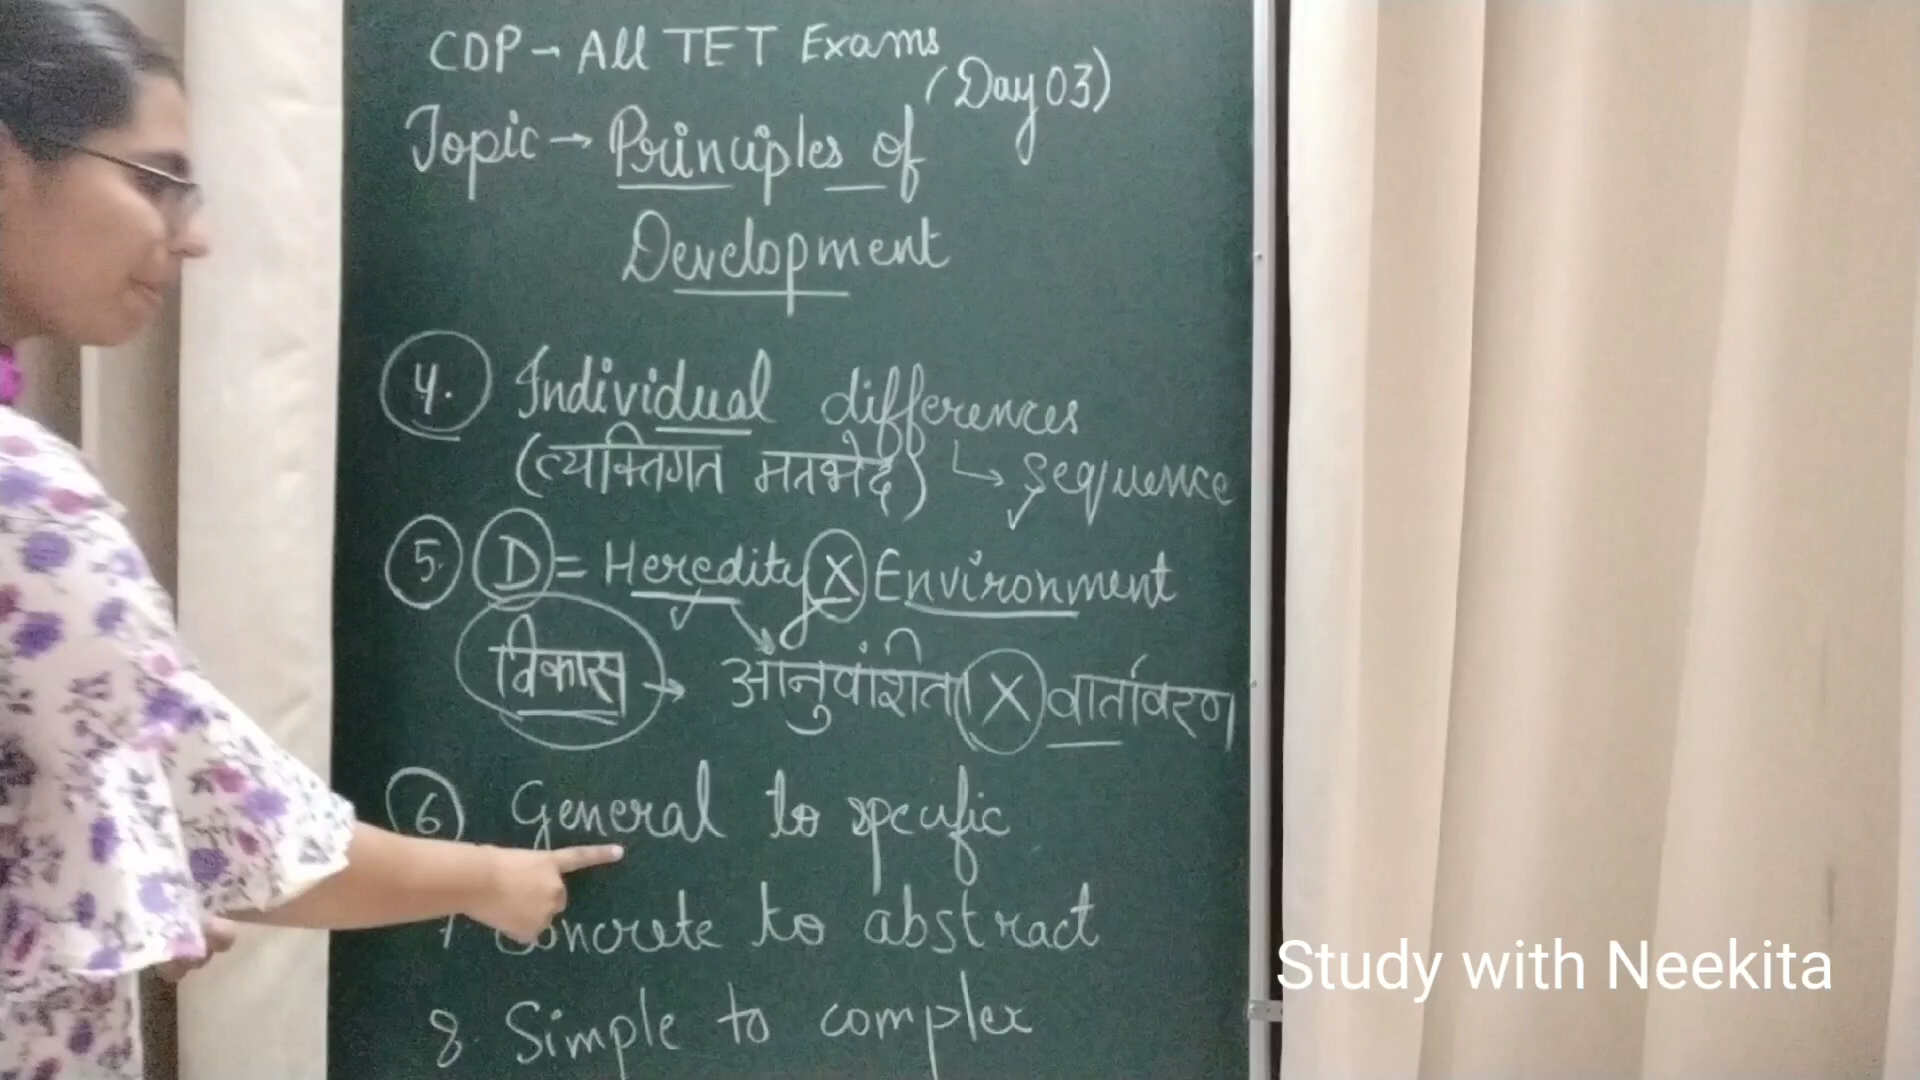 CDP → All TET Exams
(Day 03)
Topic → Principles of
Development
4. Individual differences
(व्यक्तिगत मतभेद) → Sequence
5. D = Heredity X Environment
विकास → आनुवांशिता X वातावरण
6 General to specific
7 Concrete to abstract
8. Simple to complex
Study with Neekita